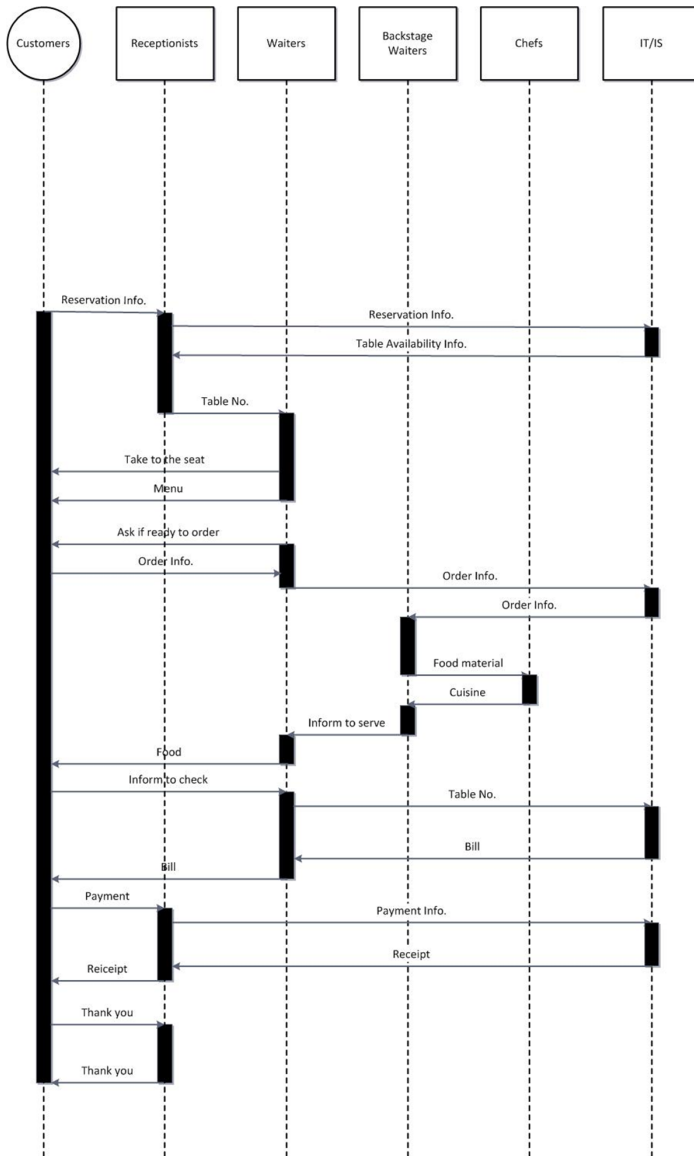 Customers
Receptionists
Waiters
Backstage
Waiters
Chefs
IT/IS
Reservation Info.
Reservation Info.
Table Availability Info.
Table No.
Take to the seat
Menu
Ask if ready to order
Order Info.
Order Info.
Order Info.
Food material
Cuisine
Inform to serve
Food
Inform to check
Table No.
Bill
Bill
Payment
Payment Info.
Receipt
Reiceipt
Thank you
Thank you